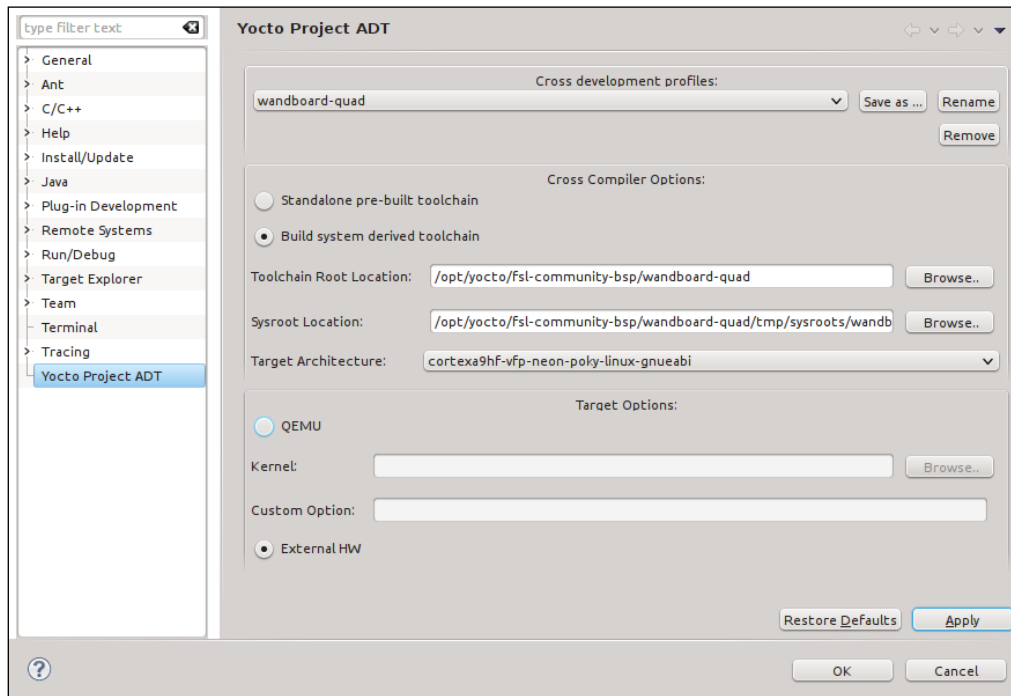 type filter text
General
Ant
C/C++
Help
Install/Update
Java
Plug-in Development
Remote Systems
Run/Debug
Target Explorer
Team
Terminal
Tracing
Yocto Project ADT
Yocto Project ADT
Cross development profiles:
wandboard-quad Save as ... Rename
Remove
Cross Compiler Options:
Standalone pre-built toolchain
Build system derived toolchain
Toolchain Root Location: /opt/yocto/fsl-community-bsp/wandboard-quad Browse..
Sysroot Location: /opt/yocto/fsl-community-bsp/wandboard-quad/tmp/sysroots/wandb Browse..
Target Architecture: cortexa9hf-vfp-neon-poky-linux-gnueabi
Target Options:
QEMU
Kernel: Browse..
Custom Option:
External HW
Restore Defaults Apply
? OK Cancel